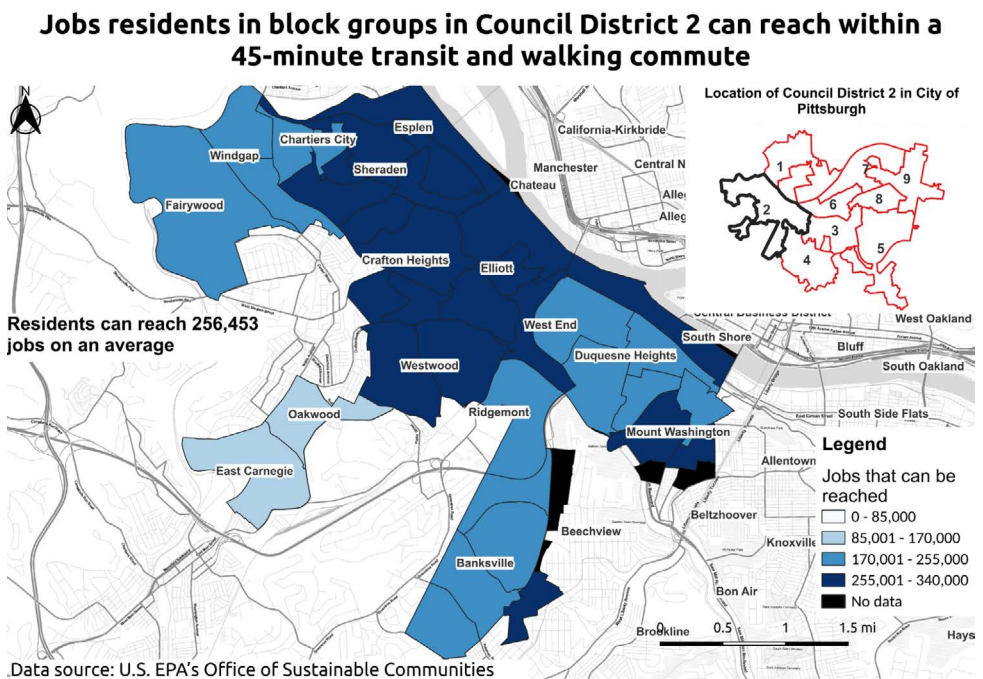 Jobs residents in block groups in Council District 2 can reach within a
45-minute transit and walking commute
N
Location of Council District 2 in City of
Pittsburgh
1
7
9
2
6
8
3
5
4
Esplen
Chartiers City
California-Kirkbride
Windgap
Sheraden
Manchester
Central N
Chateau
Alleg
Alleg
Fairywood
Crafton Heights
Elliott
Residents can reach 256,453
jobs on an average
Central Business District
West Oakland
West End
South Shore
Bluff
Duquesne Heights
South Oakland
Westwood
Oakwood
Ridgemont
South Side Flats
Mount Washington
East Carnegie
Allentown
Beltzhoover
Beechview
Knoxville
Banksville
Bon Air
Brookline
Hays
Legend
Jobs that can be
reached
0 - 85,000
85,001 - 170,000
170,001 - 255,000
255,001 - 340,000
No data
0 0.5 1 1.5 mi
Data source: U.S. EPA's Office of Sustainable Communities